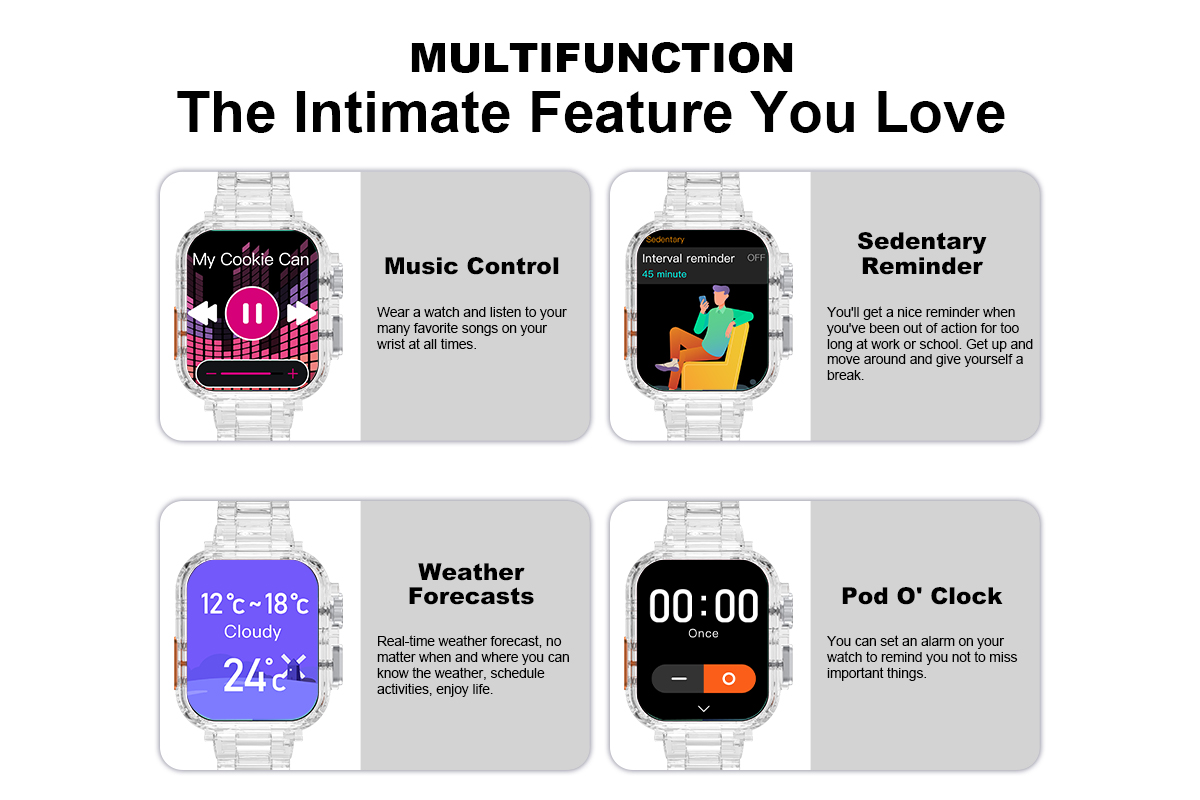 MULTIFUNCTION
The Intimate Feature You Love
My Cookie Can
Music Control
Wear a watch and listen to your
many favorite songs on your
wrist at all times.
Sedentary
Interval reminder OFF
45 minute
Sedentary
Reminder
You'll get a nice reminder when
you've been out of action for too
long at work or school. Get up and
move around and give yourself a
break.
12℃~18℃
Cloudy
24℃
Weather
Forecasts
Real-time weather forecast, no
matter when and where you can
know the weather, schedule
activities, enjoy life.
00:00
Once
Pod O' Clock
You can set an alarm on your
watch to remind you not to miss
important things.